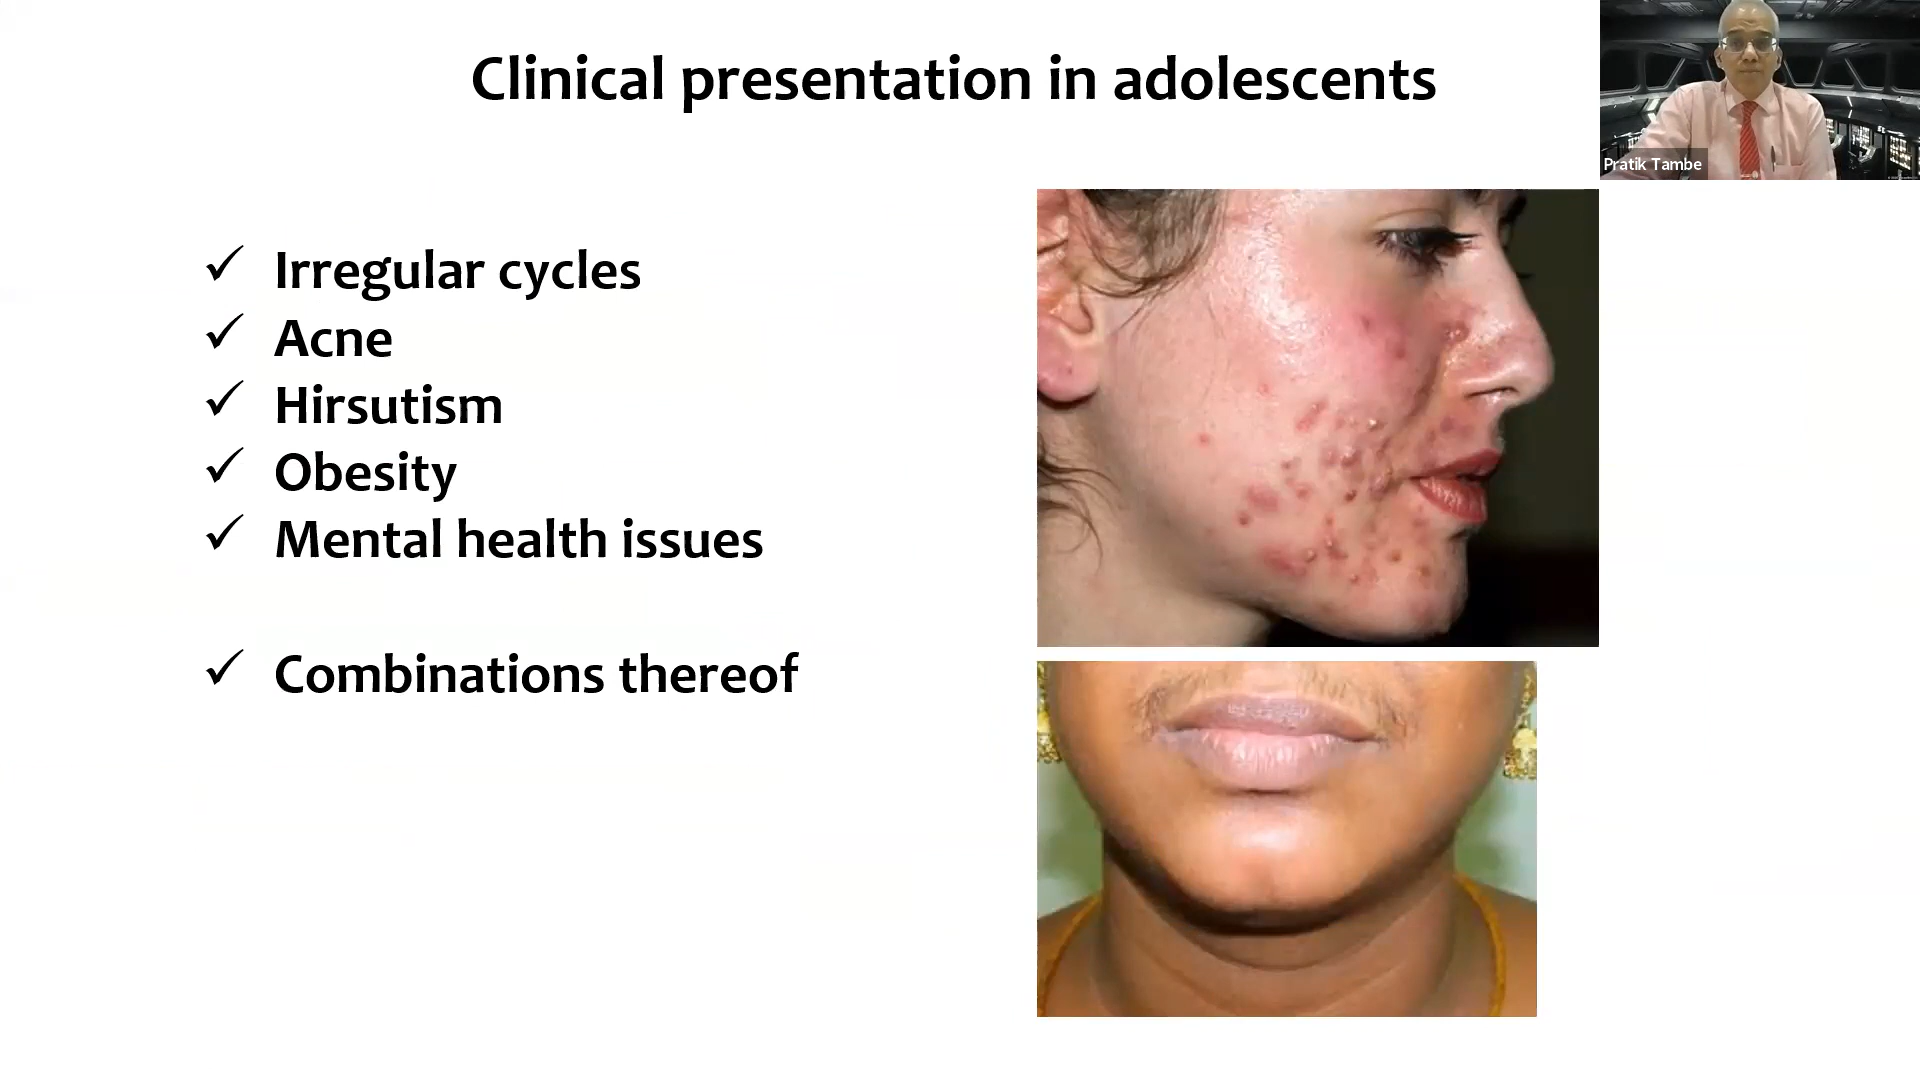 Clinical presentation in adolescents
Pratik Tambe
Irregular cycles
Acne
Hirsutism
Obesity
Mental health issues
Combinations thereof